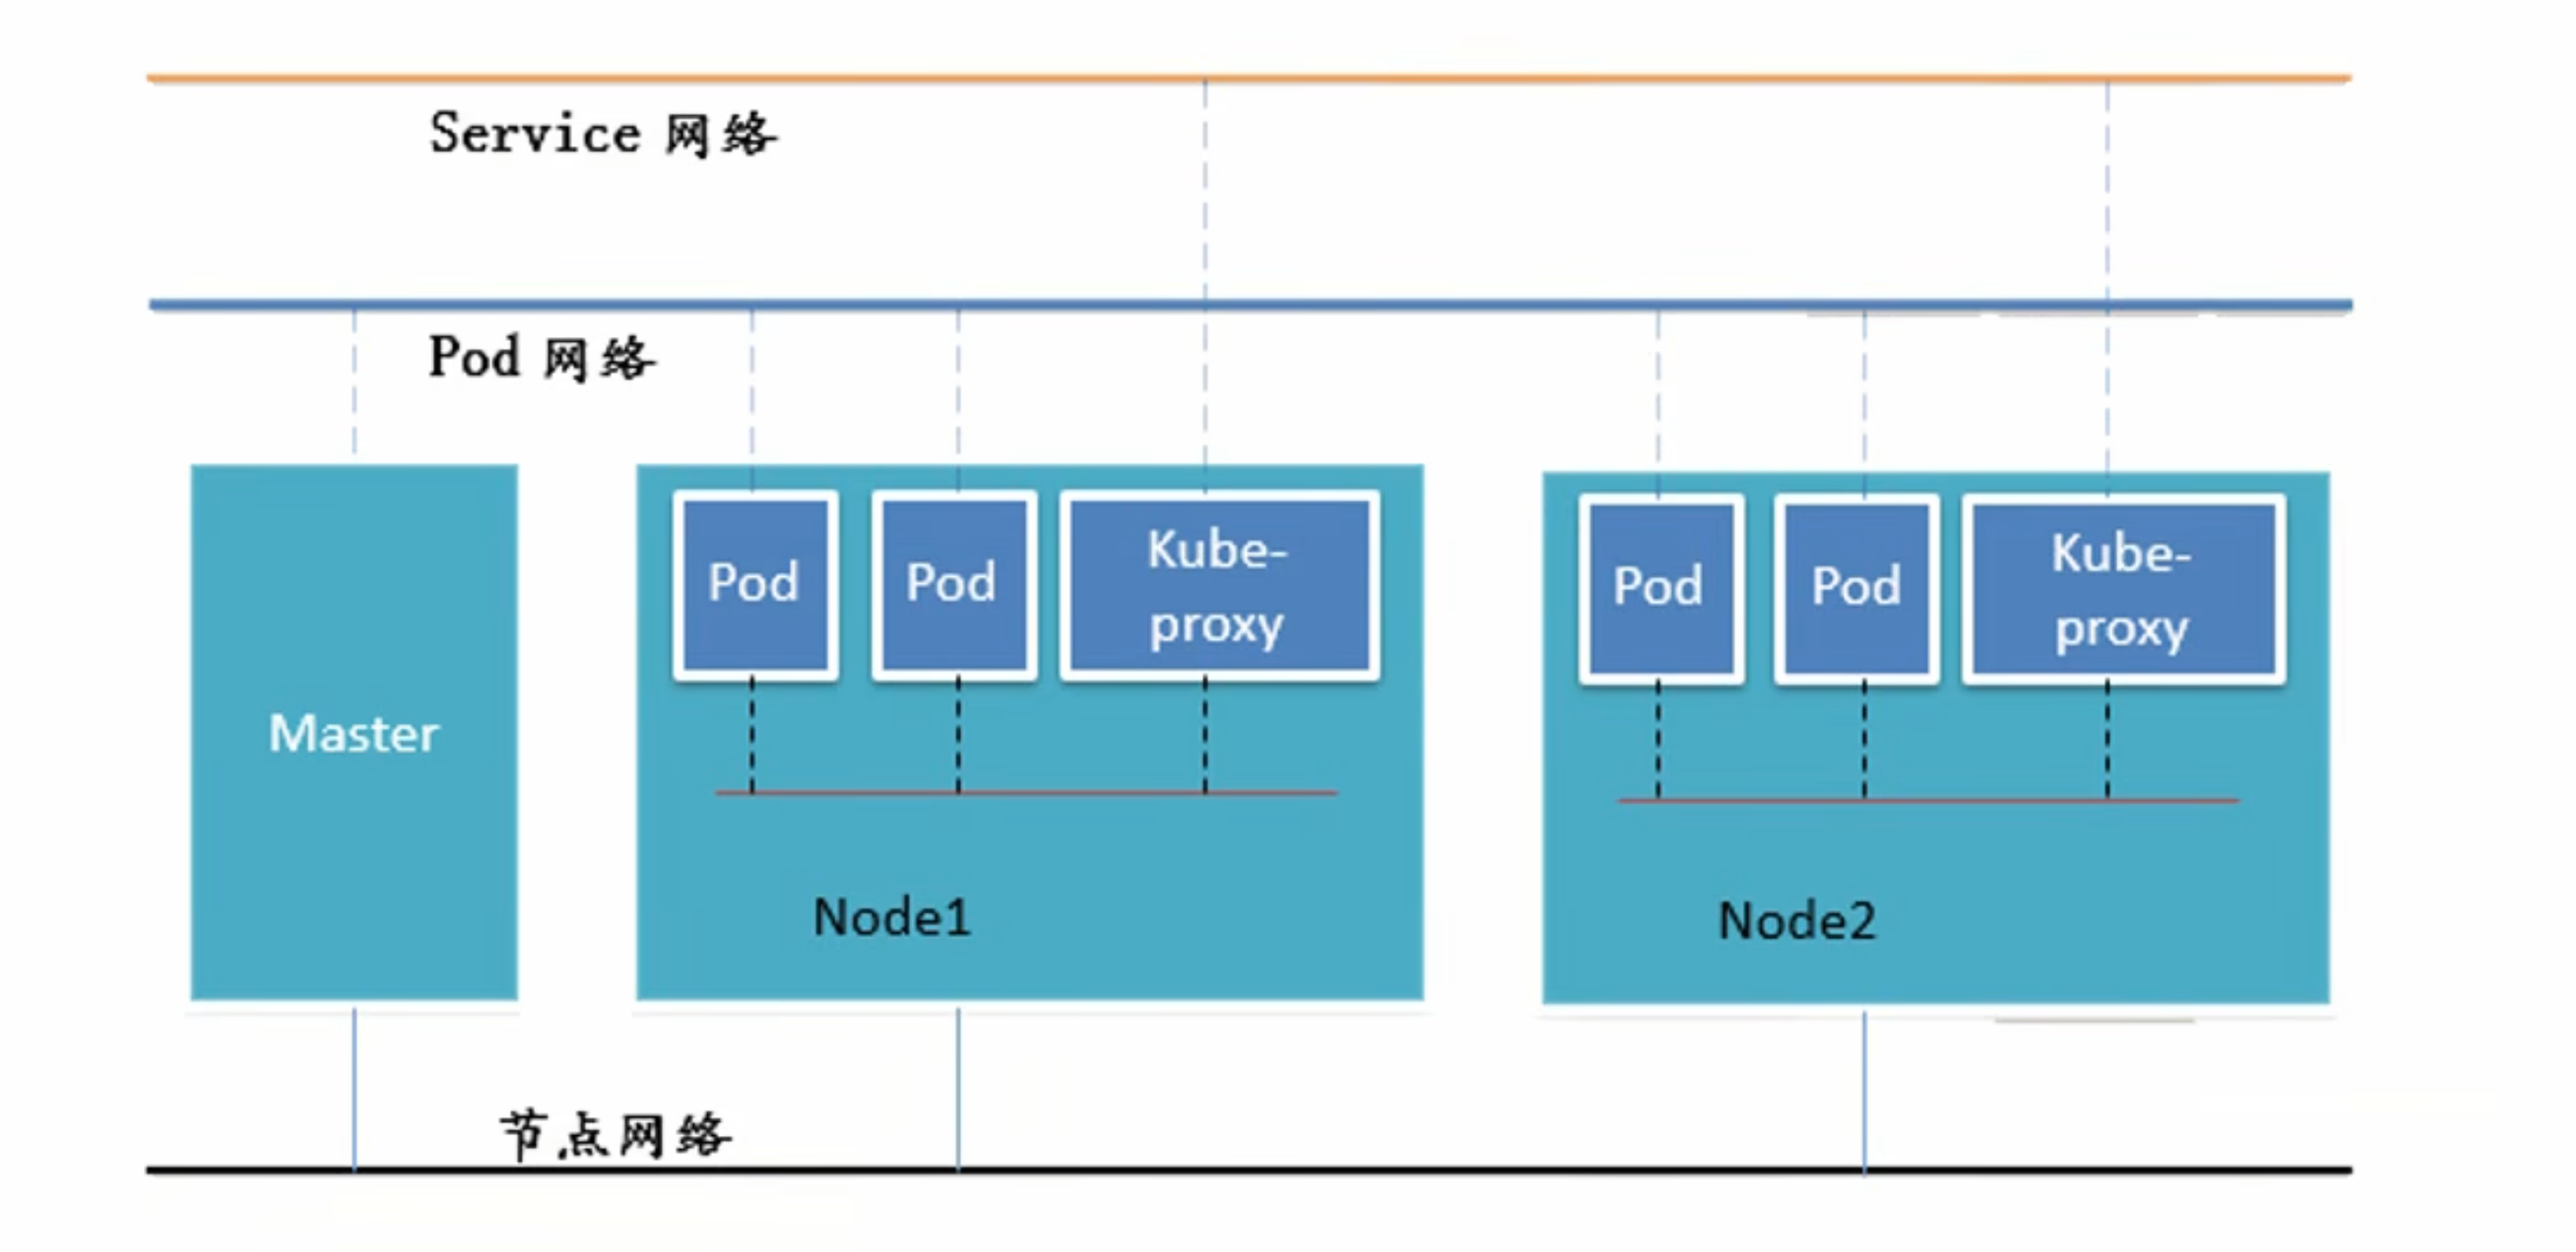 Service 网络
Pod 网络
Master
Pod
Pod
Kube-
proxy
Node1
Pod
Pod
Kube-
proxy
Node2
节点网络